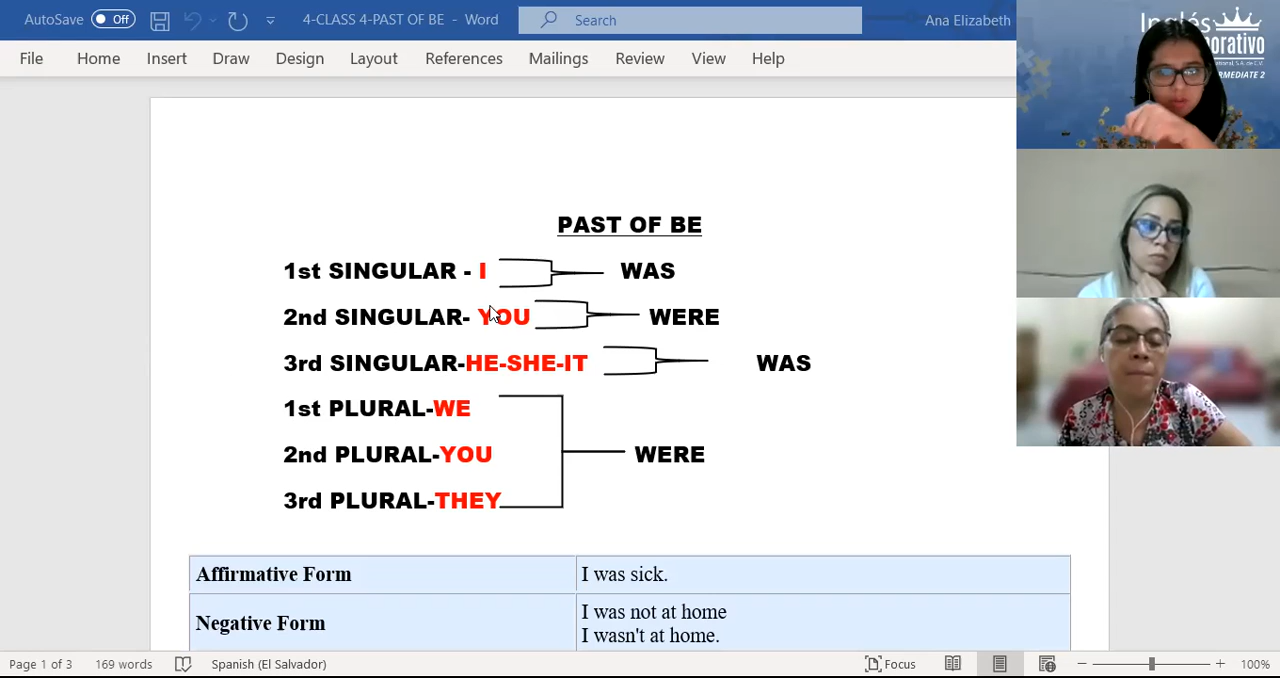 AutoSave Off 4-CLASS 4-PAST OF BE - Word Search Ana Elizabeth
File Home Insert Draw Design Layout References Mailings Review View Help
Inglés
PAST OF BE
1st SINGULAR - I WAS
2nd SINGULAR- YOU WERE
3rd SINGULAR-HE-SHE-IT WAS
1st PLURAL-WE
2nd PLURAL-YOU WERE
3rd PLURAL-THEY
Affirmative Form I was sick.
Negative Form I was not at home
I wasn't at home.
Page 1 of 3 169 words Spanish (El Salvador) Focus 100%